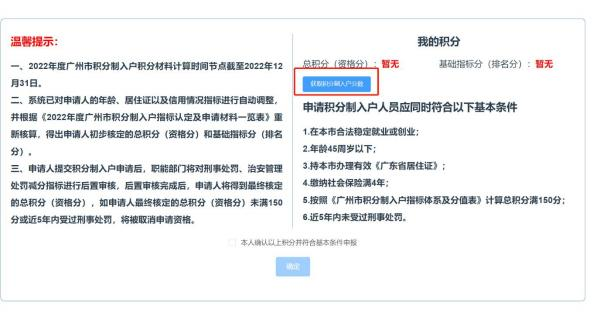 温馨提示：
一、2022年度广州市积分制入户积分材料计算时间节点截至2022年12
月31日。
二、系统已对申请人的年龄、居住证以及信用情况指标进行自动调整，
并根据《2022年度广州市积分制入户指标认定及申请材料一览表》重
新核算，得出申请人初步核定的总积分（资格分）和基础指标分（排名
分）。
三、申请人提交积分制入户申请后，职能部门将对刑事处罚、治安管理
处罚减分指标进行后置审核，后置审核完成后，申请人将得到最终核定
的总积分（资格分），如申请人最终核定的总积分（资格分）未满150
分或近5年内受过刑事处罚，将被取消申请资格。
我的积分
总积分（资格分）：暂无 基础指标分（排名分）：暂无
获取积分制入户分数
申请积分制入户人员应同时符合以下基本条件
1.在本市合法稳定就业或创业；
2.年龄45周岁以下；
3.持本市办理有效《广东省居住证》；
4.缴纳社会保险满4年；
5.按照《广州市积分制入户指标体系及分值表》计算总积分满150分；
6.近5年内未受过刑事处罚。
本人确认以上积分并符合基本条件申报
确定